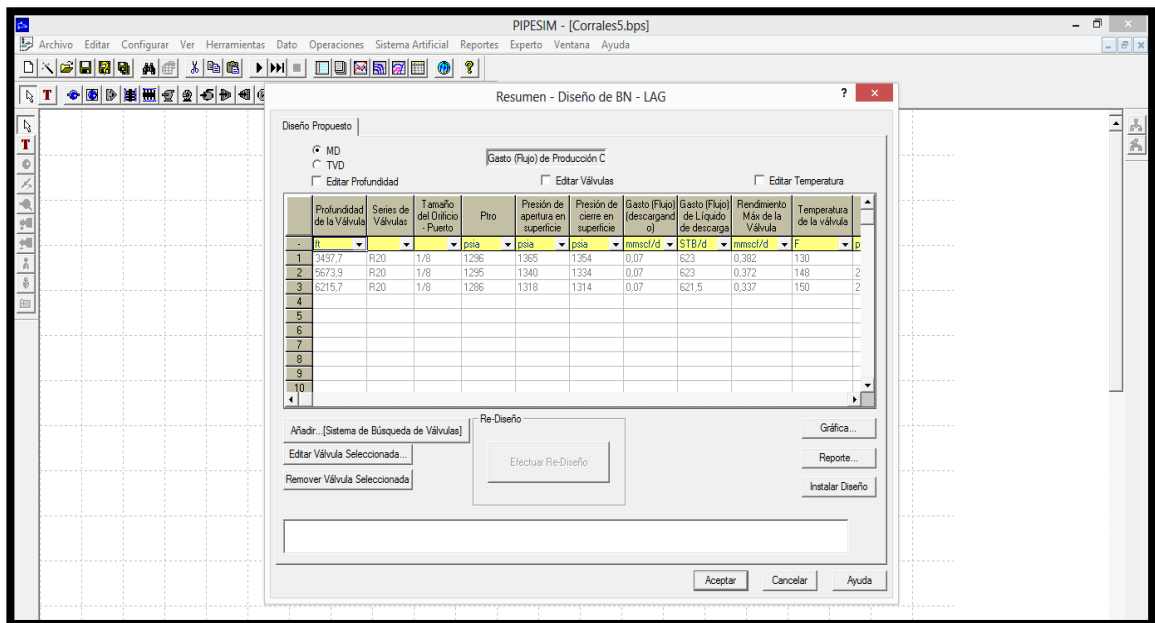 PIPESIM - [Corrales5.bps]
Archivo Editar Configurar Ver Herramientas Dato Operaciones Sistema Artificial Reportes Experto Ventana Ayuda
T
Resumen - Diseño de BN - LAG ?
Diseño Propuesto
MD
TVD
Gasto (Flujo) de Producción C
Editar Profundidad Editar Válvulas Editar Temperatura
Profundidad de la Válvula Series de Válvulas Tamaño del Orificio - Puerto Ptro Presión de apertura en superficie Presión de cierre en superficie Gasto (Flujo) (descargando) Gasto (Flujo) de Líquido de descarga Rendimiento Máx de la Válvula Temperatura de la válvula
- ft psia psia psia mmscf/d STB/d mmscf/d F p
1 3497,7 R20 1/8 1296 1365 1354 0,07 623 0,382 130
2 5673,9 R20 1/8 1295 1340 1334 0,07 623 0,372 148 2
3 6215,7 R20 1/8 1286 1318 1314 0,07 621,5 0,337 150 2
4
5
6
7
8
9
10
Añadir...[Sistema de Búsqueda de Válvulas]
Editar Válvula Seleccionada...
Remover Válvula Seleccionada
Re-Diseño
Efectuar Re-Diseño
Gráfica...
Reporte...
Instalar Diseño
Aceptar Cancelar Ayuda